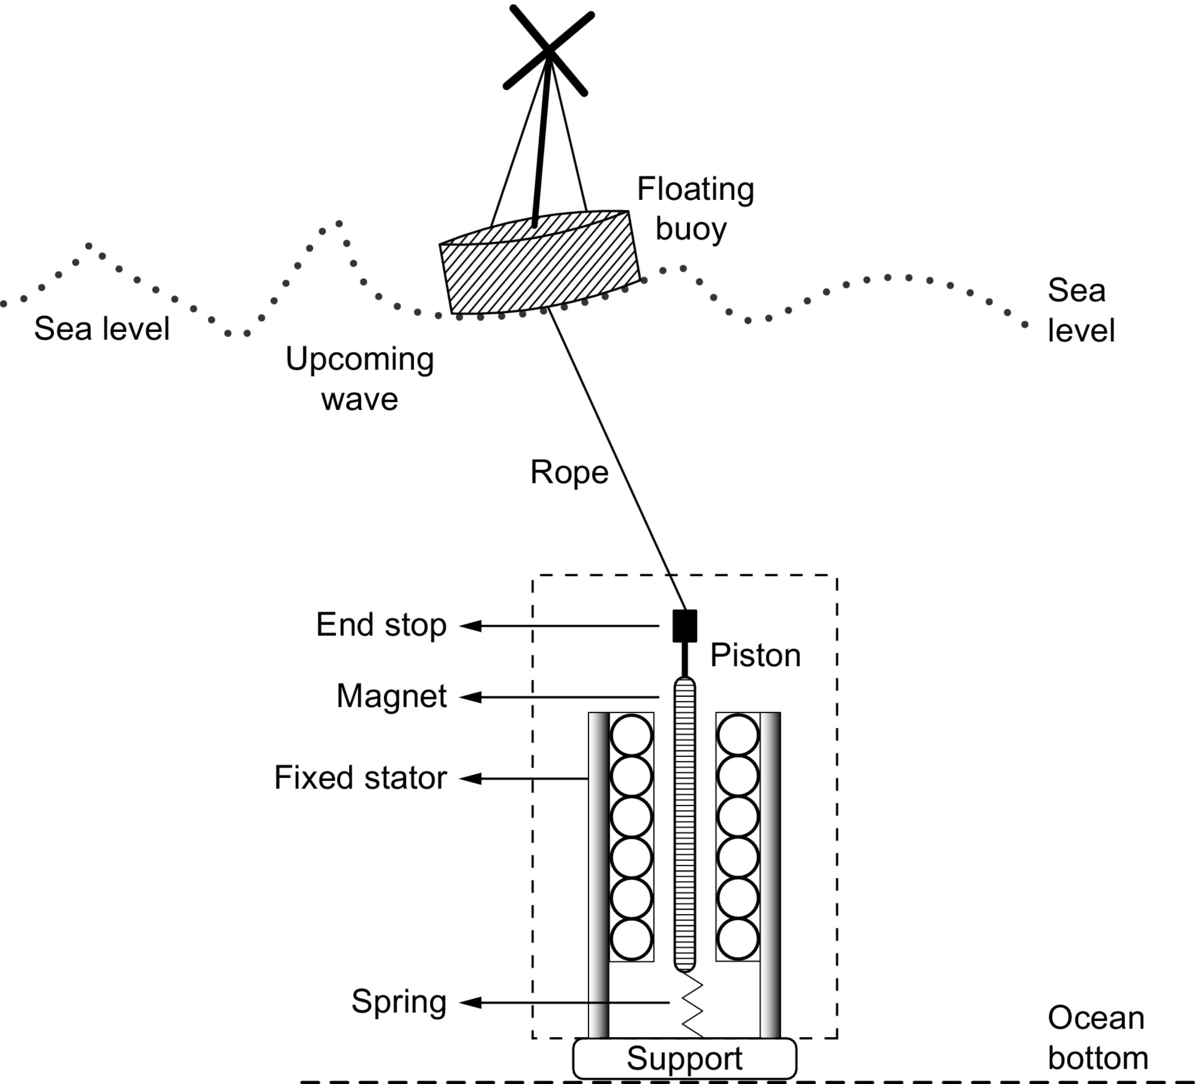 Floating
buoy
Sea
level
Sea level
Upcoming
wave
Rope
End stop
Piston
Magnet
Fixed stator
Spring
Ocean
bottom
Support